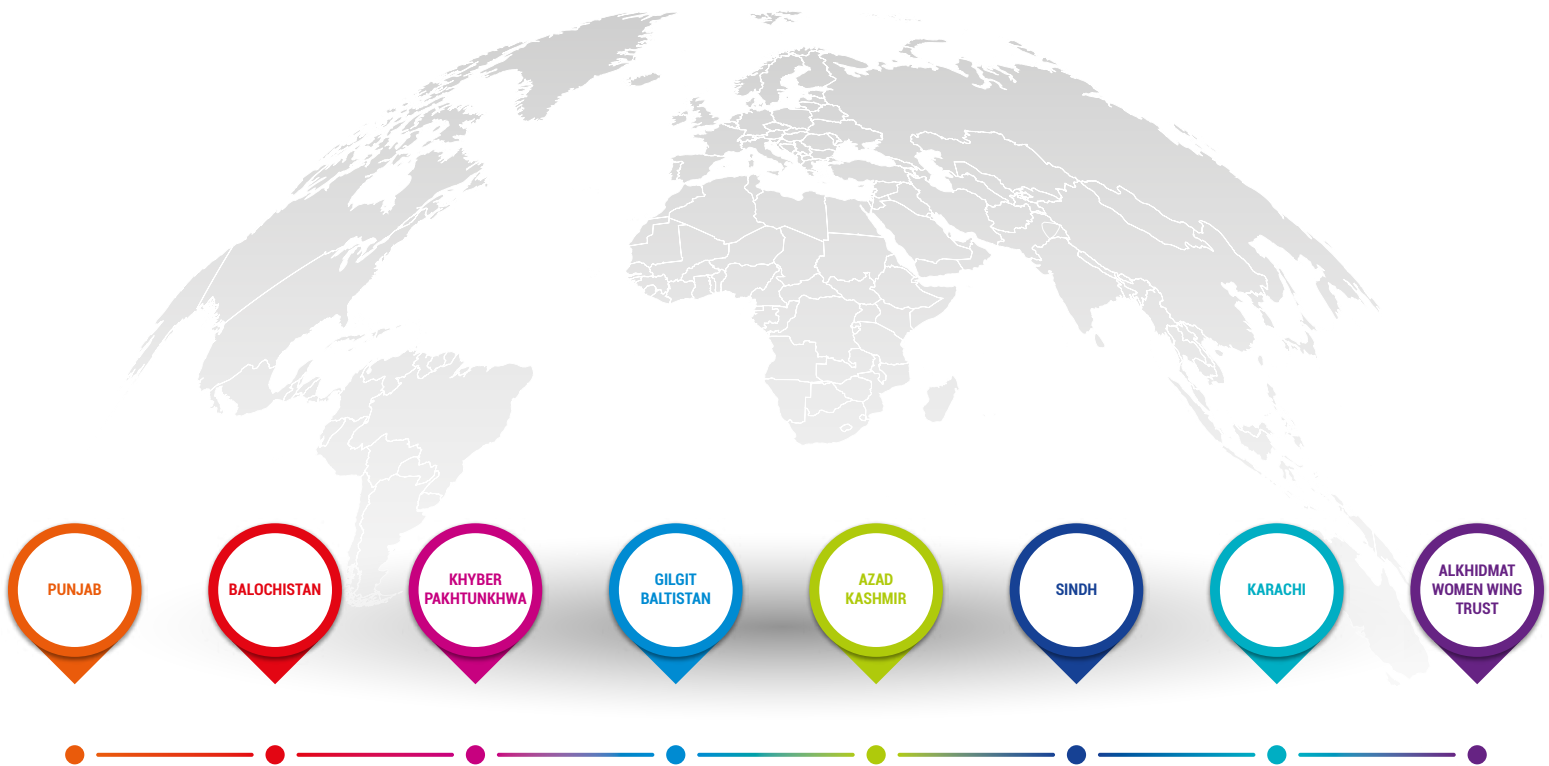 PUNJAB
BALOCHISTAN
KHYBER
PAKHTUNKHWA
GILGIT
BALTISTAN
AZAD
KASHMIR
SINDH
KARACHI
ALKHIDMAT
WOMEN WING
TRUST